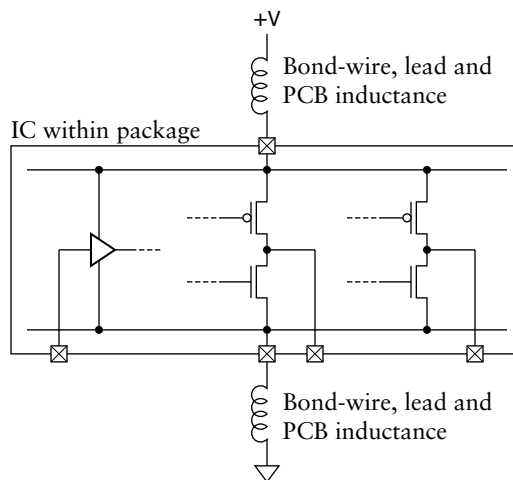 +V
Bond-wire, lead and
PCB inductance
IC within package
Bond-wire, lead and
PCB inductance